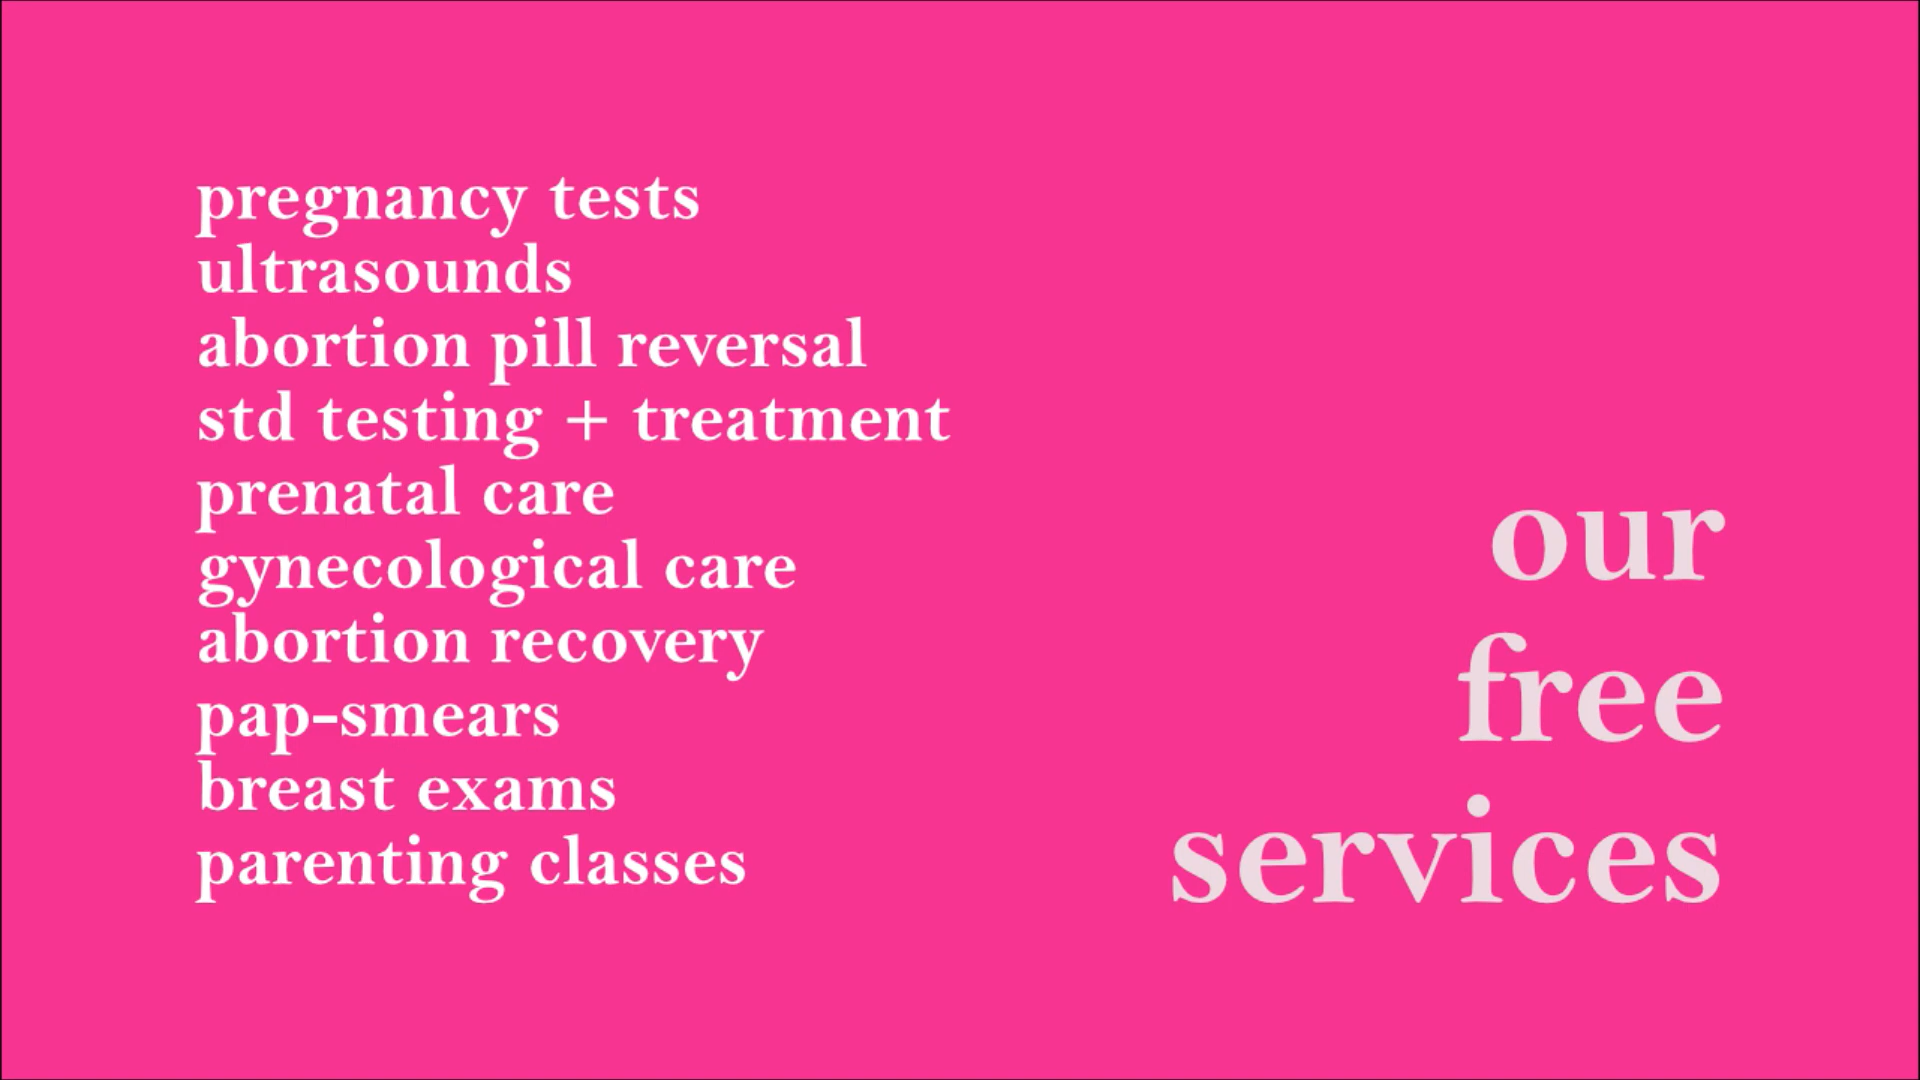 pregnancy tests
ultrasounds
abortion pill reversal
std testing + treatment
prenatal care
gynecological care
abortion recovery
pap-smears
breast exams
parenting classes
our
free
services